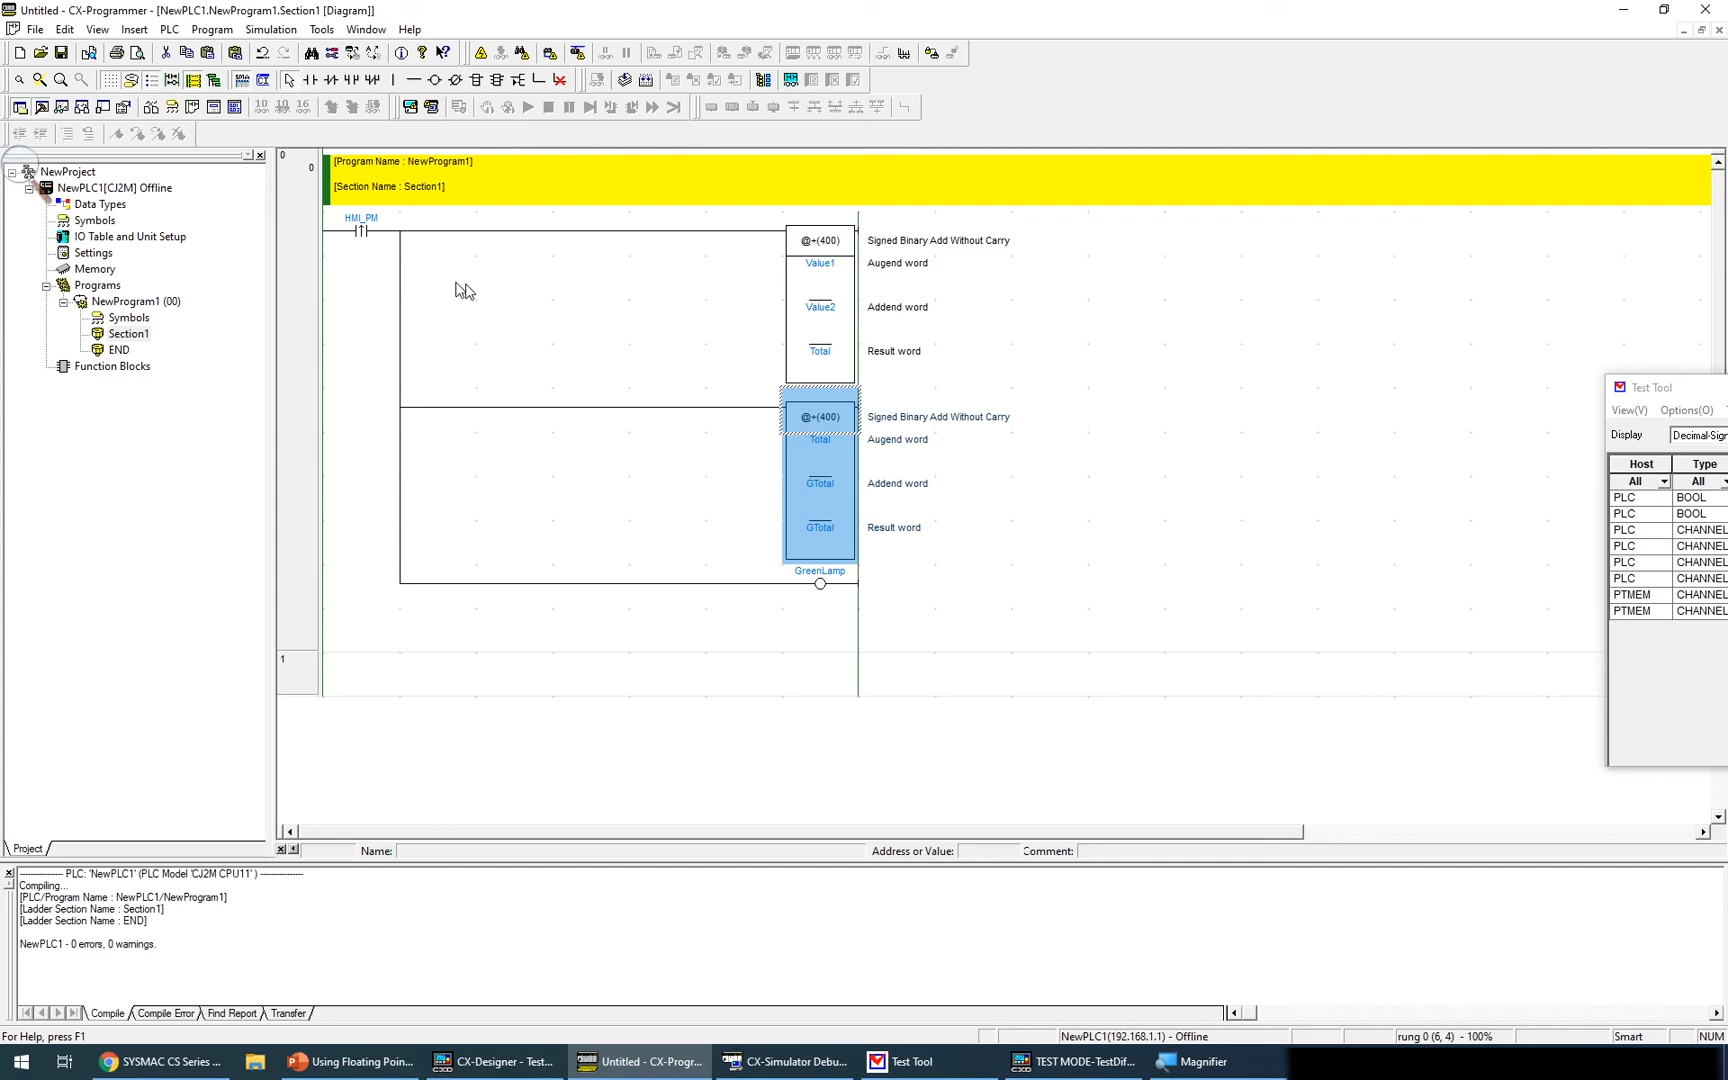 Untitled - CX-Programmer - [NewPLC1.NewProgram1.Section1 [Diagram]]
File Edit View Insert PLC Program Simulation Tools Window Help
NewProject
NewPLC1[CJ2M] Offline
Data Types
Symbols
IO Table and Unit Setup
Settings
Memory
Programs
NewProgram1 (00)
Symbols
Section1
END
Function Blocks
Project
0
0
[Program Name : NewProgram1]
[Section Name : Section1]
HMI_PM
@+(400) Signed Binary Add Without Carry
Value1 Augend word
Value2 Addend word
Total Result word
@+(400) Signed Binary Add Without Carry
Total Augend word
GTotal Addend word
GTotal Result word
GreenLamp
1
Test Tool
View(V) Options(O)
Display Decimal-Sign
Host Type
All All
PLC BOOL
PLC BOOL
PLC CHANNEL
PLC CHANNEL
PLC CHANNEL
PLC CHANNEL
PTMEM CHANNEL
PTMEM CHANNEL
Name: Address or Value: Comment:
PLC: 'NewPLC1' (PLC Model 'CJ2M CPU11' )
Compiling...
[PLC/Program Name : NewPLC1/NewProgram1]
[Ladder Section Name : Section1]
[Ladder Section Name : END]
NewPLC1 - 0 errors, 0 warnings.
Compile Compile Error Find Report Transfer
For Help, press F1 NewPLC1(192.168.1.1) - Offline rung 0 (6, 4) - 100% Smart NUM
SYSMAC CS Series ... Using Floating Poin... CX-Designer - Test... Untitled - CX-Progr... CX-Simulator Debu... Test Tool TEST MODE-TestDif... Magnifier